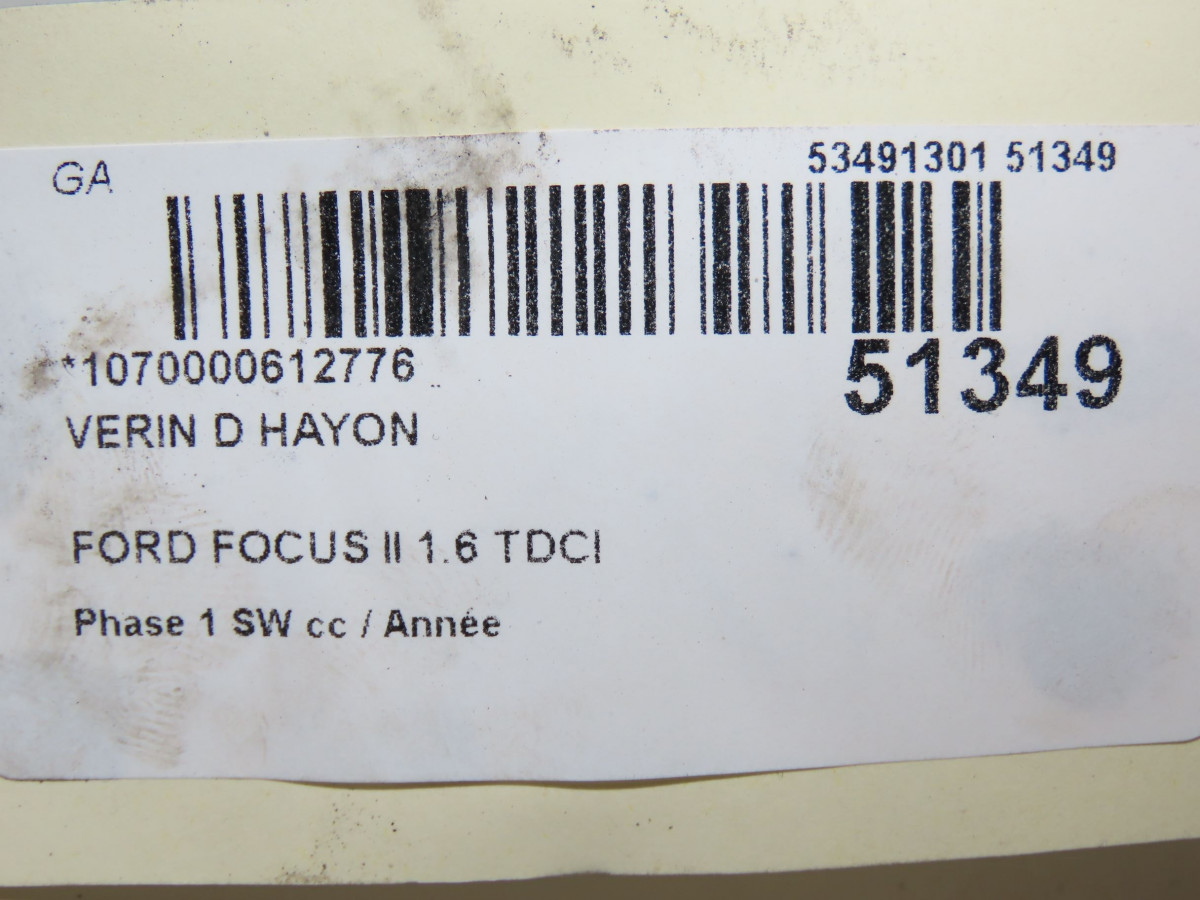 GA
53491301 51349
*1070000612776
51349
VERIN D HAYON
FORD FOCUS II 1.6 TDCI
Phase 1 SW cc / Année